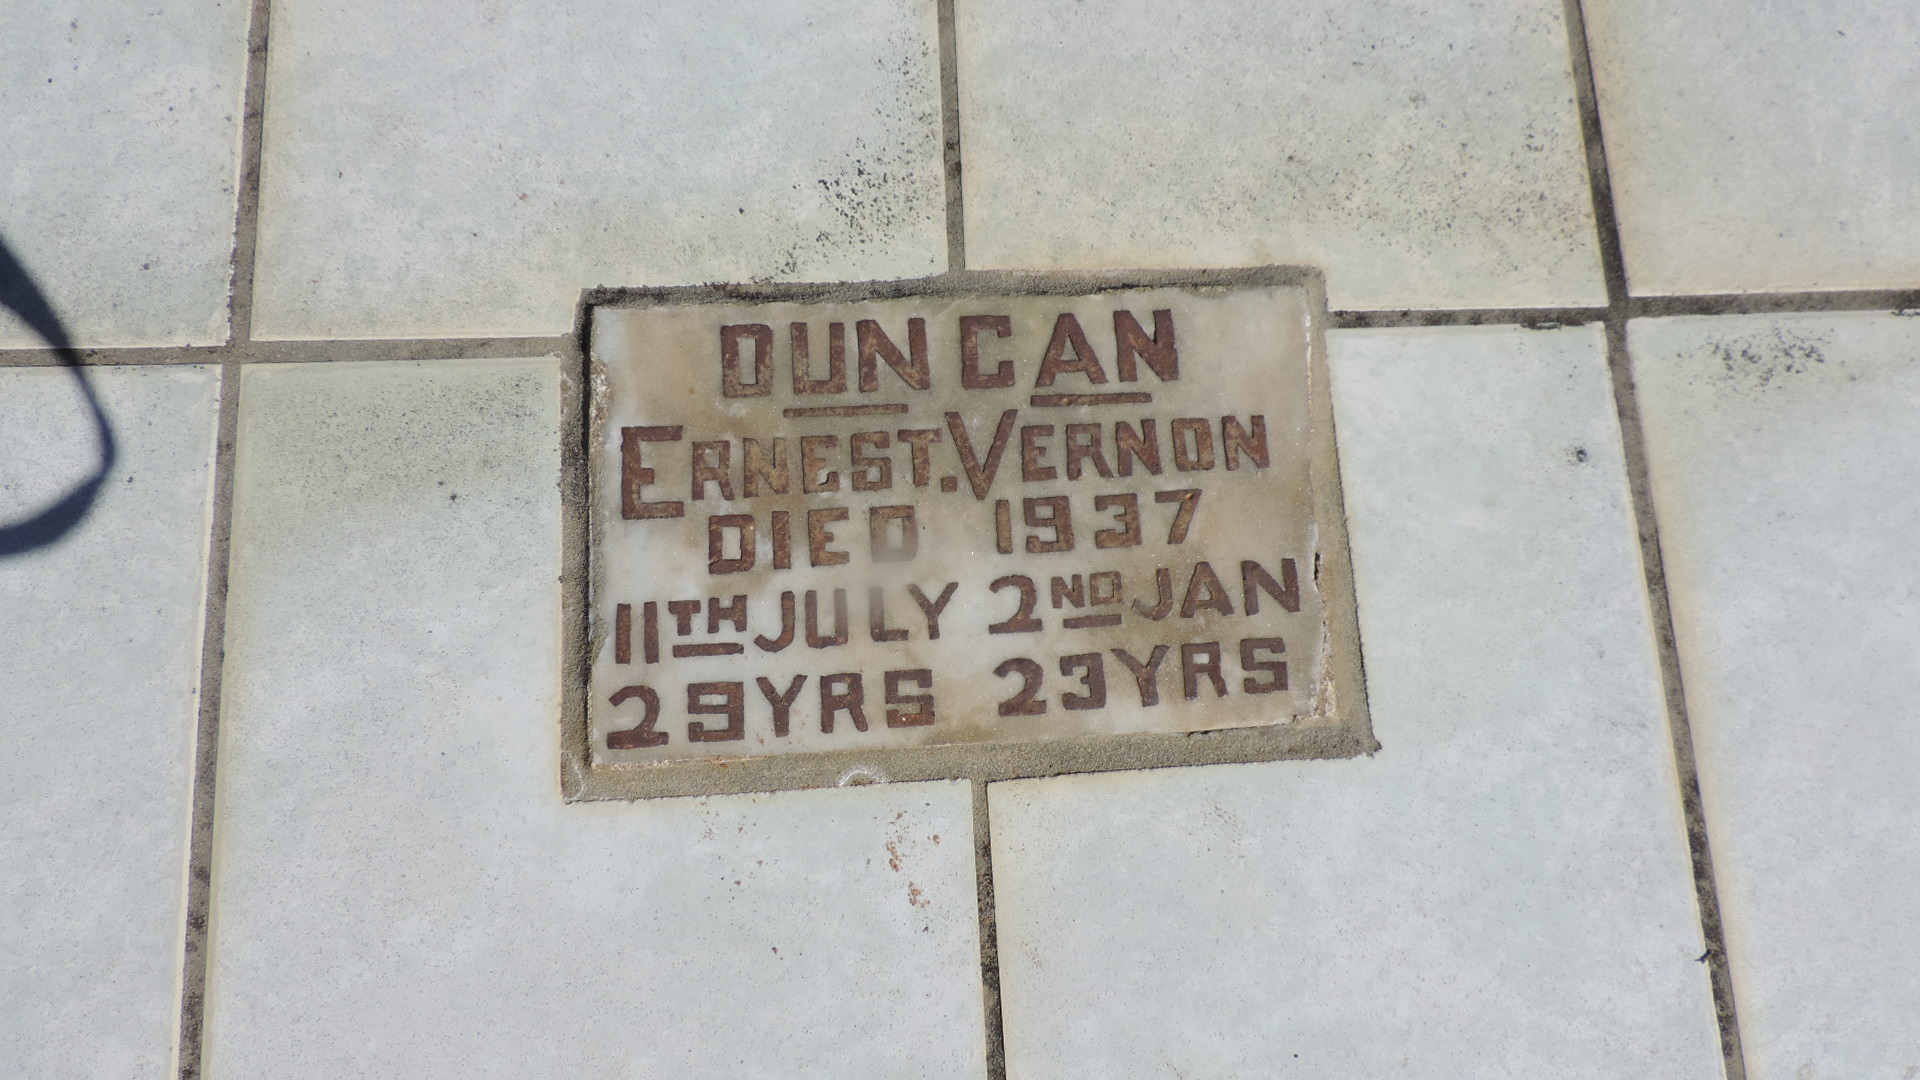 DUNCAN
ERNEST. VERNON
DIED 1937
11TH JULY 2ND JAN
29YRS 23YRS